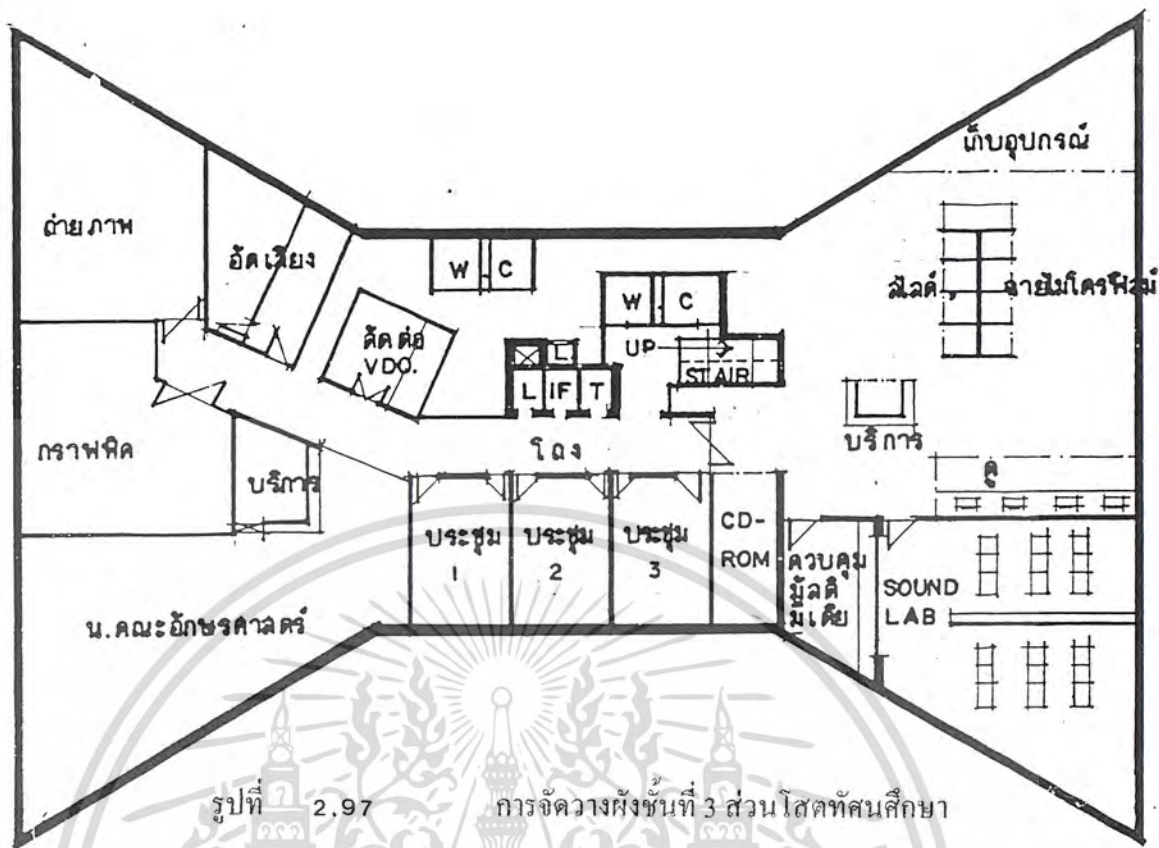 เก็บอุปกรณ์
ถ่ายภาพ
อัดเสียง
W C
สไลด์, ฉายไมโครฟิลม์
ตัดต่อ
VDO.
W C
UP
STAIR
L
L IF T
บริการ
กราฟฟิค
โถง
บริการ
ดู
ประชุม
1
ประชุม
2
ประชุม
3
CD-
ROM
ควบคุม
มัลติ
มีเดีย
SOUND
LAB
น.คณะอักษรศาสตร์
รูปที่ 2.97 การจัดวางผังชั้นที่ 3 ส่วนโสตทัศนศึกษา